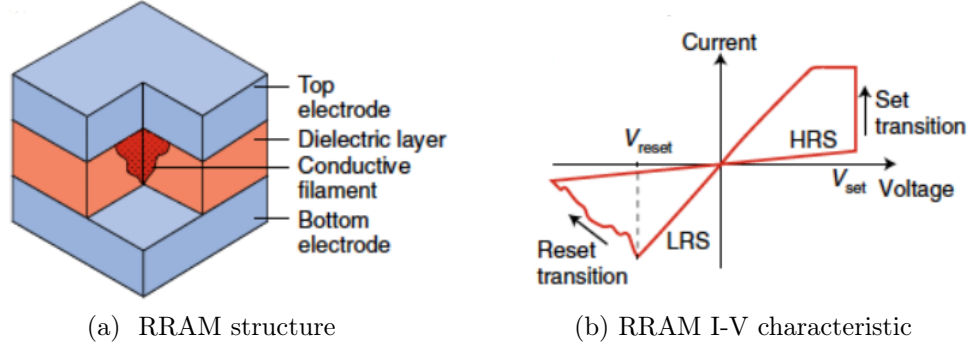 Top
electrode
Dielectric layer
Conductive
filament
Bottom
electrode
(a) RRAM structure
Current
Set
transition
HRS
V_reset
V_set
Voltage
LRS
Reset
transition
(b) RRAM I-V characteristic